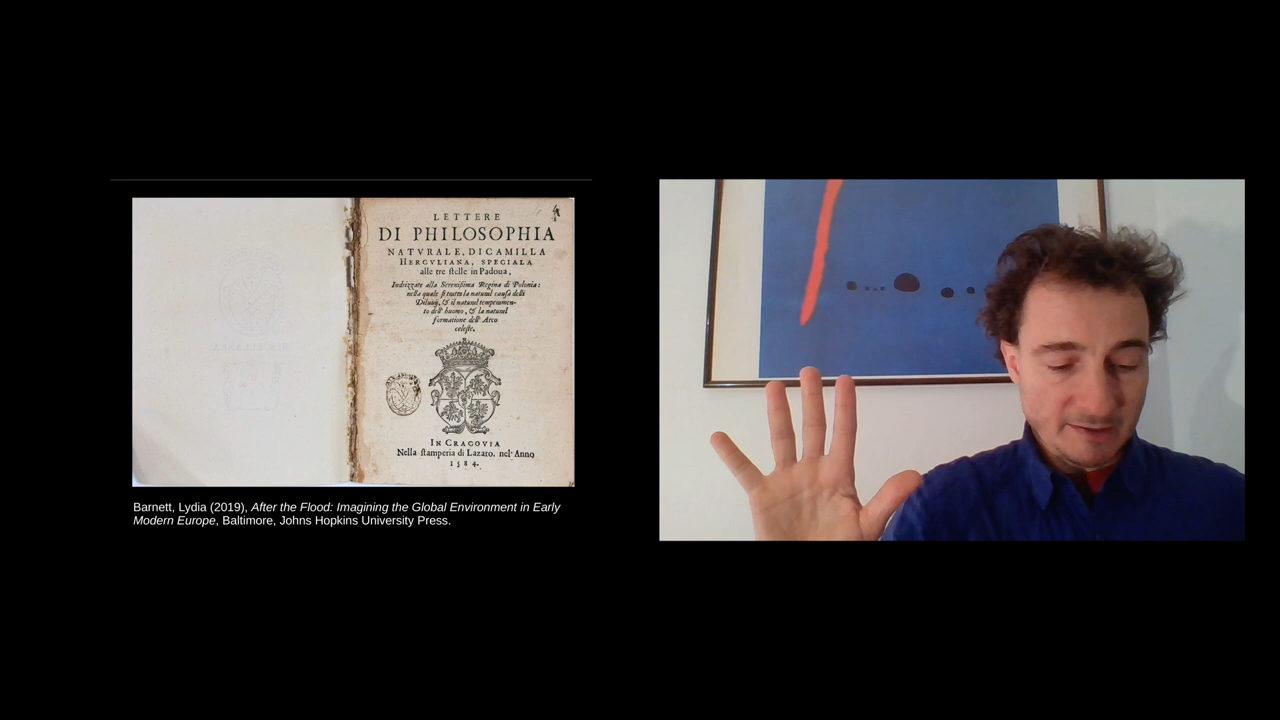 LETTERE
DI PHILOSOPHIA
NATVRALE, DI CAMILLA
HERCVLIANA, SPECIALA
alle tre stelle in Padoua,
Indrizzate alla Serenissima Regina di Polonia:
nella quale si tratta la natural causa delli
Diluuij, & il natural temperamen-
to dell' huomo, & la natural
formatione dell' Arco
celeste.
IN CRACOVIA
Nella stamperia di Lazaro, nel' Anno
1584.
Barnett, Lydia (2019), After the Flood: Imagining the Global Environment in Early
Modern Europe, Baltimore, Johns Hopkins University Press.